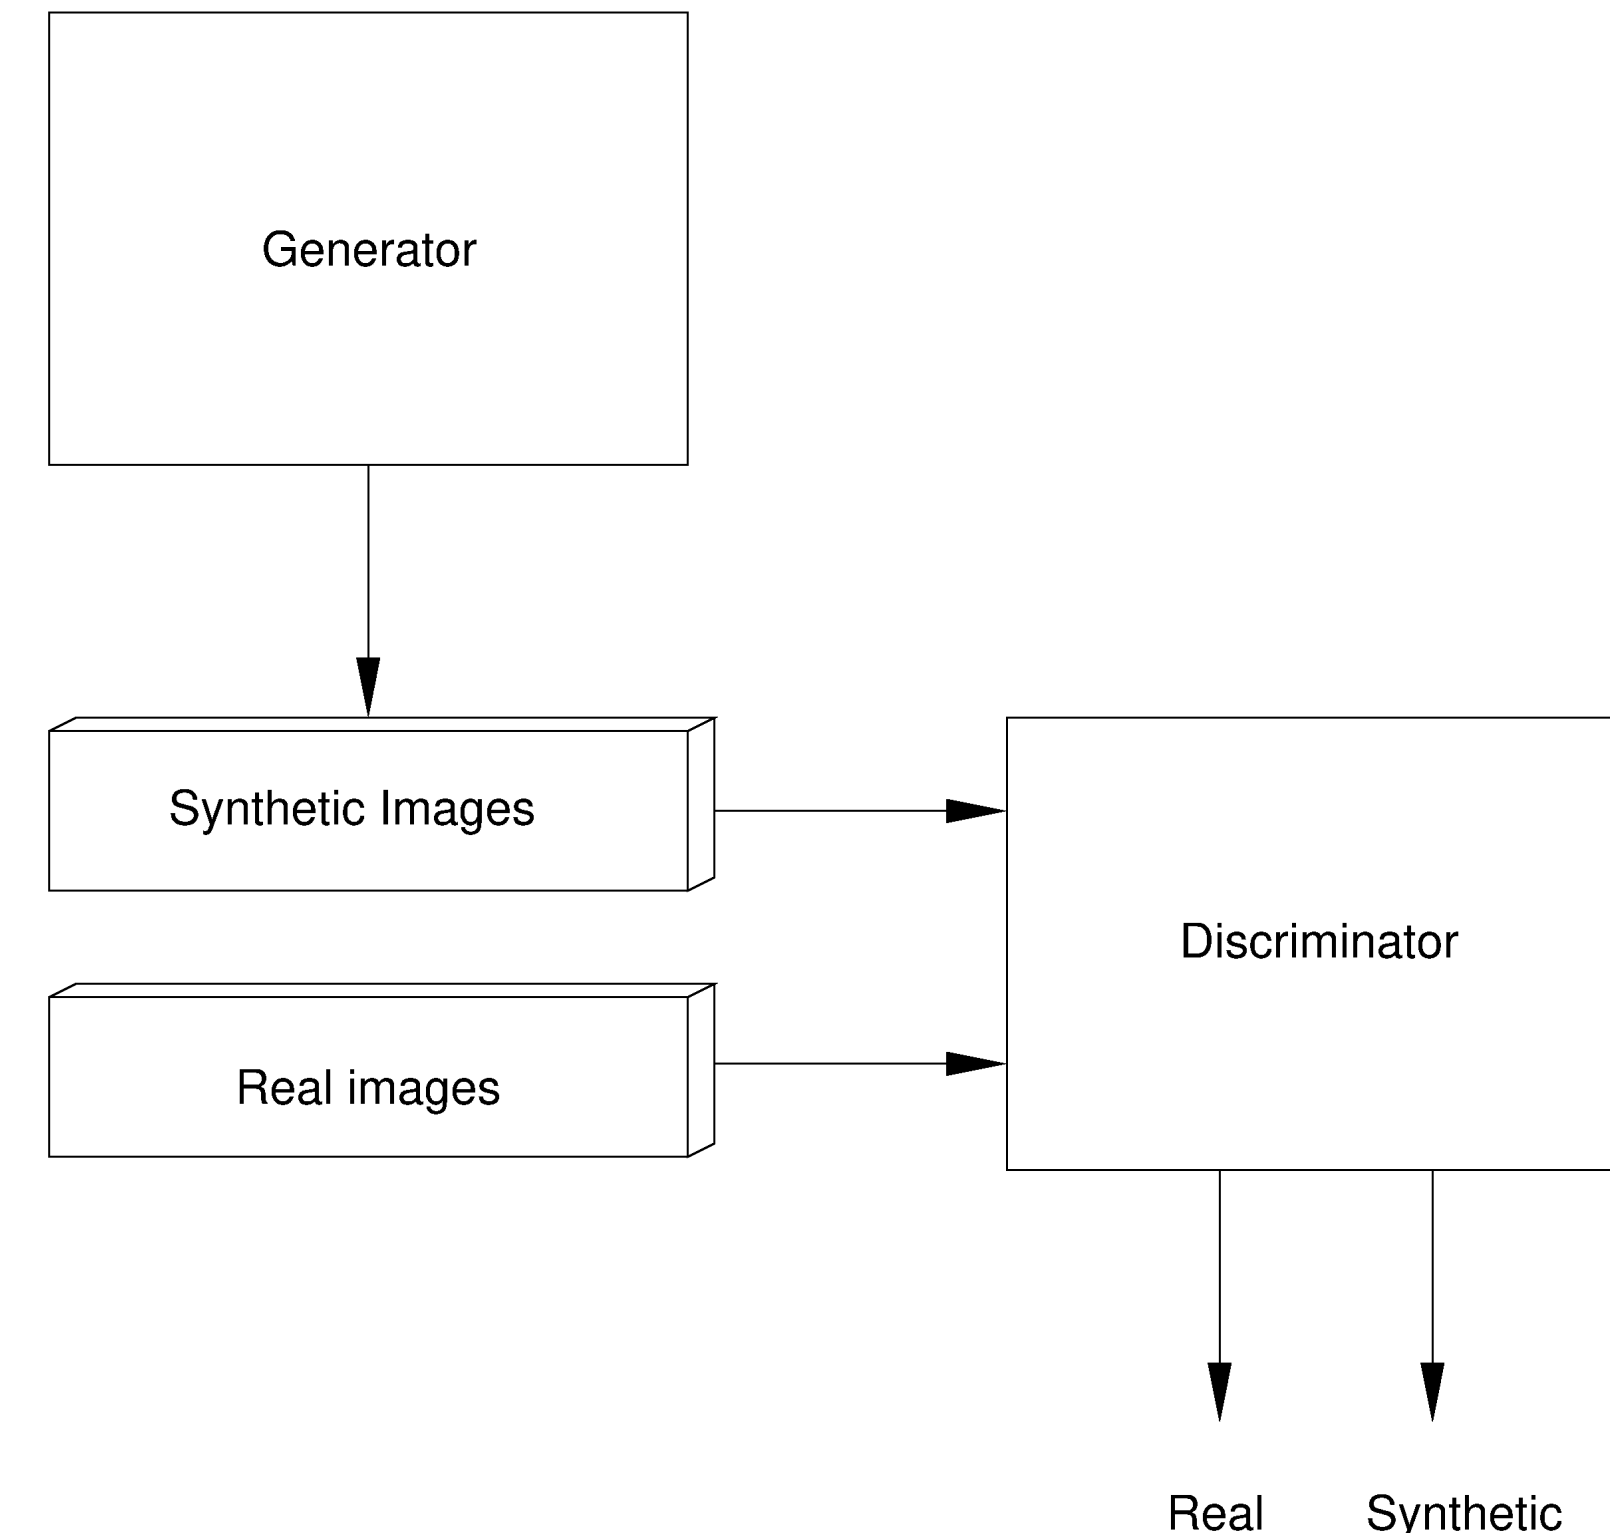 Generator
Synthetic Images
Discriminator
Real images
Real
Synthetic